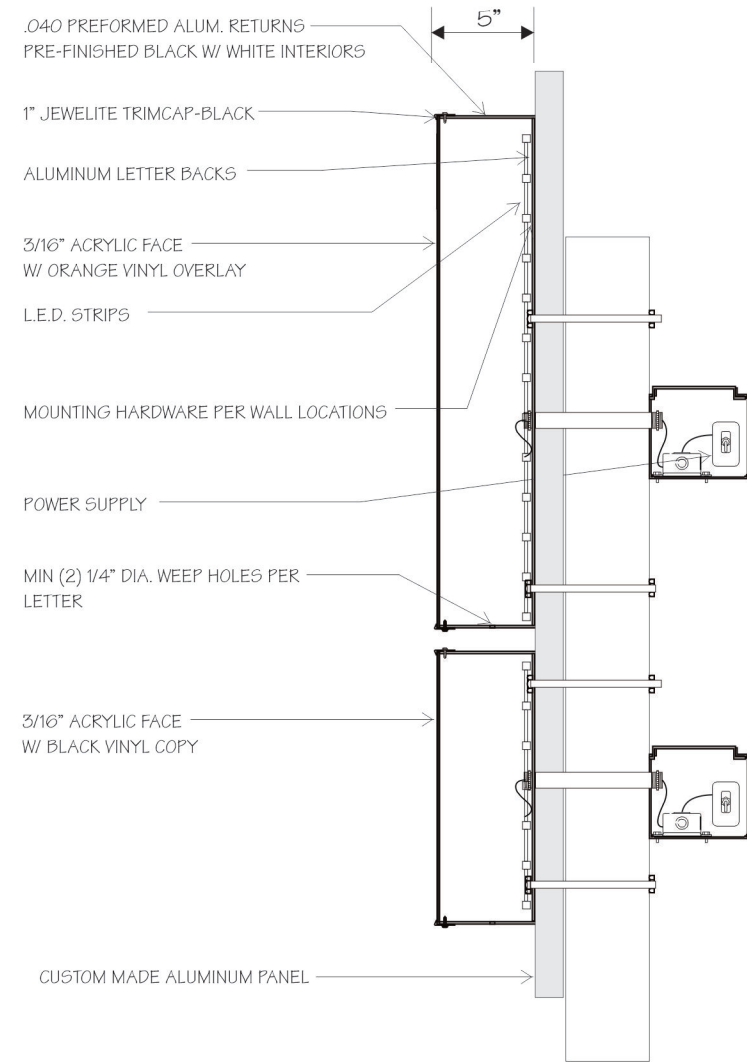 5”
.040 PREFORMED ALUM. RETURNS
PRE-FINISHED BLACK W/ WHITE INTERIORS
1” JEWELITE TRIMCAP-BLACK
ALUMINUM LETTER BACKS
3/16” ACRYLIC FACE
W/ ORANGE VINYL OVERLAY
L.E.D. STRIPS
MOUNTING HARDWARE PER WALL LOCATIONS
POWER SUPPLY
MIN (2) 1/4” DIA. WEEP HOLES PER
LETTER
3/16” ACRYLIC FACE
W/ BLACK VINYL COPY
CUSTOM MADE ALUMINUM PANEL